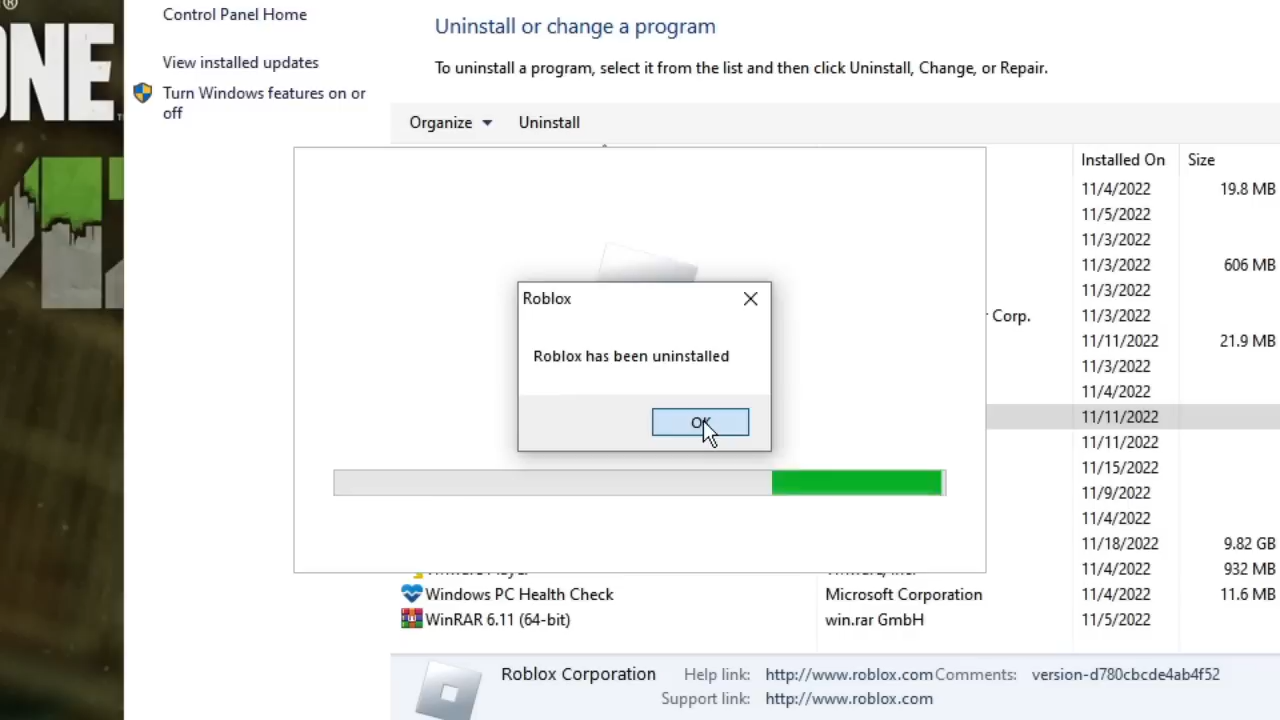 ®
ONE
Control Panel Home
View installed updates
Turn Windows features on or
off
Uninstall or change a program
To uninstall a program, select it from the list and then click Uninstall, Change, or Repair.
Organize Uninstall
Installed On Size
11/4/2022 19.8 MB
11/5/2022
11/3/2022
11/3/2022 606 MB
11/3/2022
Corp. 11/3/2022
11/11/2022 21.9 MB
11/3/2022
11/4/2022
11/11/2022
11/11/2022
11/15/2022
11/9/2022
11/4/2022
11/18/2022 9.82 GB
11/4/2022 932 MB
Windows PC Health Check Microsoft Corporation 11/4/2022 11.6 MB
WinRAR 6.11 (64-bit) win.rar GmbH 11/5/2022
Roblox
Roblox has been uninstalled
OK
Roblox Corporation Help link: http://www.roblox.com Comments: version-d780cbcde4ab4f52
Support link: http://www.roblox.com